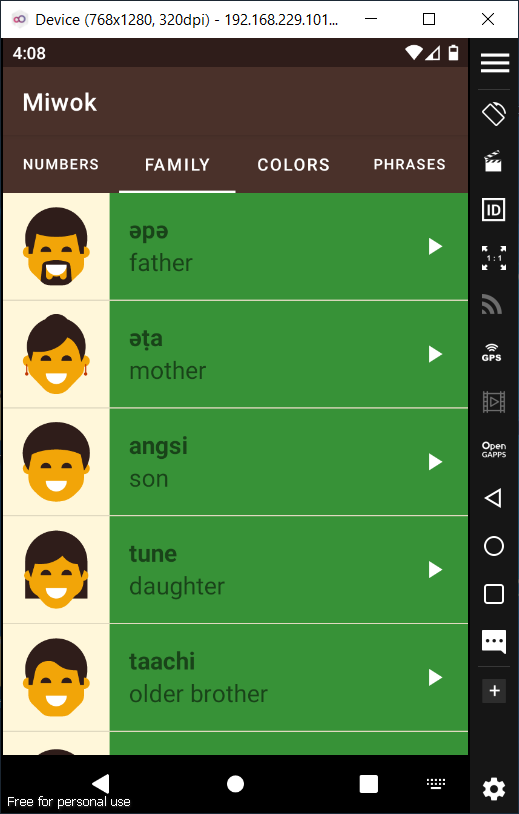 Device (768x1280, 320dpi) - 192.168.229.101...
4:08
Miwok
NUMBERS FAMILY COLORS PHRASES
əpə
father
əṭa
mother
angsi
son
tune
daughter
taachi
older brother
ID
1:1
GPS
Open
GAPPS
Free for personal use